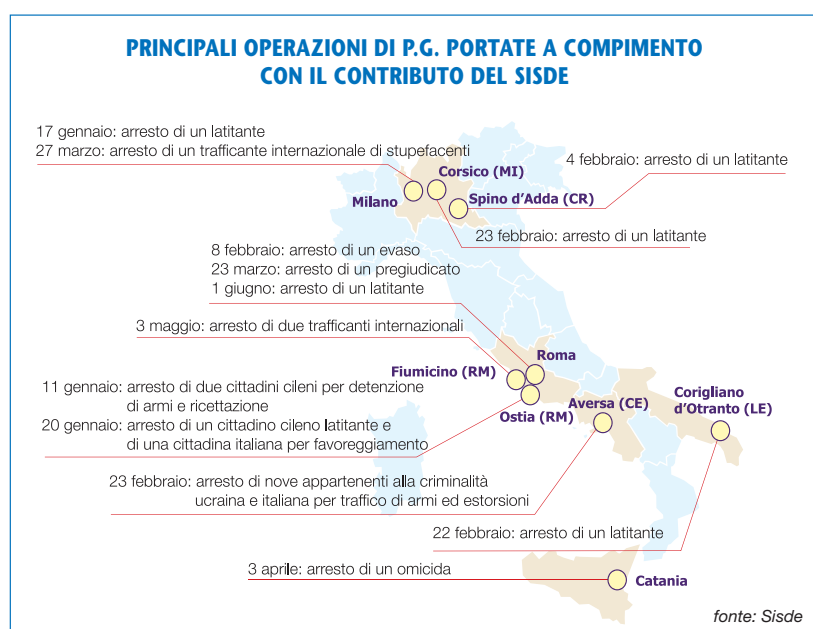 PRINCIPALI OPERAZIONI DI P.G. PORTATE A COMPIMENTO
CON IL CONTRIBUTO DEL SISDE
17 gennaio: arresto di un latitante
27 marzo: arresto di un trafficante internazionale di stupefacenti
4 febbraio: arresto di un latitante
Corsico (MI)
Milano
Spino d'Adda (CR)
23 febbraio: arresto di un latitante
8 febbraio: arresto di un evaso
23 marzo: arresto di un pregiudicato
1 giugno: arresto di un latitante
3 maggio: arresto di due trafficanti internazionali
Roma
Fiumicino (RM)
11 gennaio: arresto di due cittadini cileni per detenzione
di armi e ricettazione
20 gennaio: arresto di un cittadino cileno latitante e
di una cittadina italiana per favoreggiamento
Ostia (RM)
Aversa (CE)
Corigliano
d'Otranto (LE)
23 febbraio: arresto di nove appartenenti alla criminalità
ucraina e italiana per traffico di armi ed estorsioni
22 febbraio: arresto di un latitante
3 aprile: arresto di un omicida
Catania
fonte: Sisde